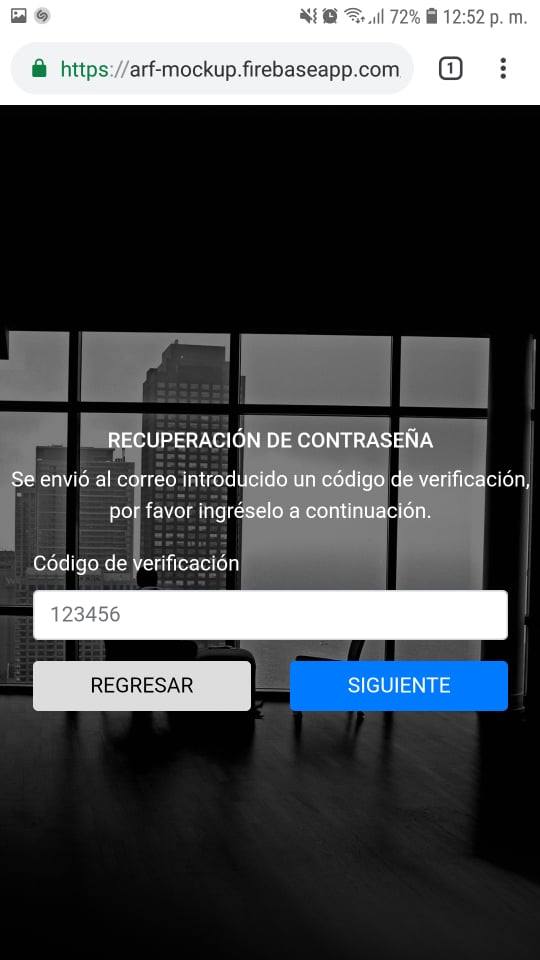 72% 12:52 p. m.
https://arf-mockup.firebaseapp.com
1
RECUPERACIÓN DE CONTRASEÑA
Se envió al correo introducido un código de verificación,
por favor ingréselo a continuación.
Código de verificación
123456
REGRESAR SIGUIENTE